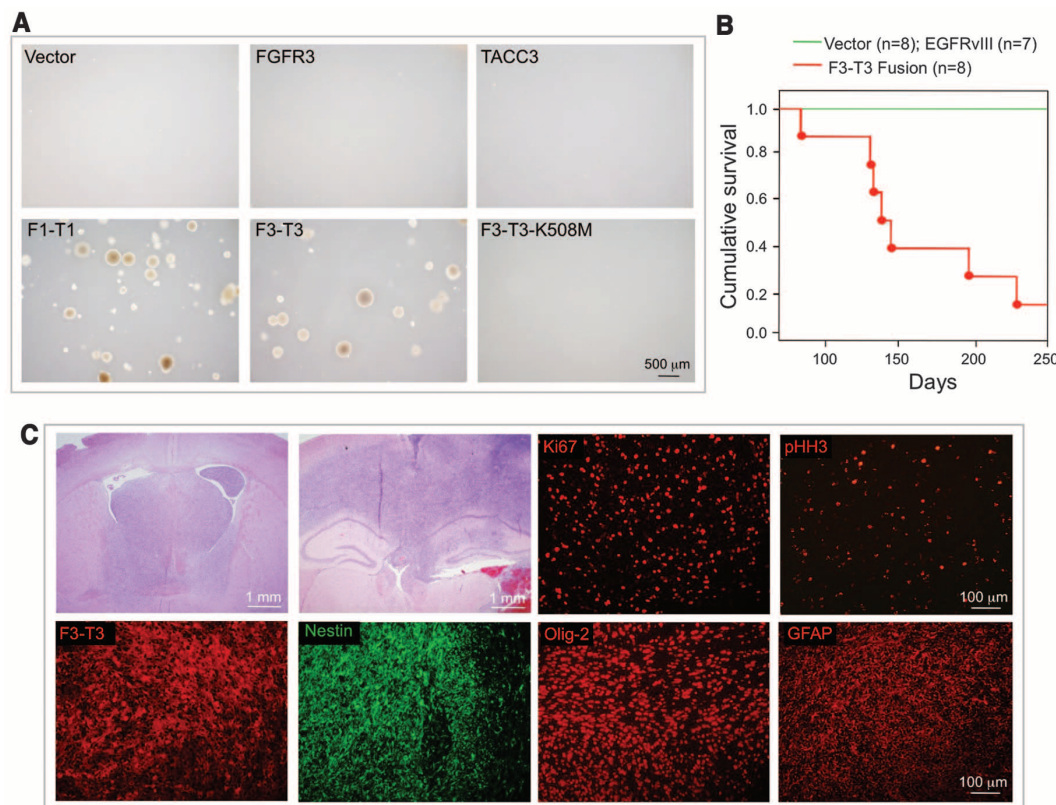 A
Vector
FGFR3
TACC3
F1-T1
F3-T3
F3-T3-K508M
500 μm
B
Vector (n=8); EGFRvIII (n=7)
F3-T3 Fusion (n=8)
Cumulative survival
1.0
0.8
0.6
0.4
0.2
0.0
100
150
200
250
Days
C
1 mm
1 mm
Ki67
pHH3
100 μm
F3-T3
Nestin
Olig-2
GFAP
100 μm